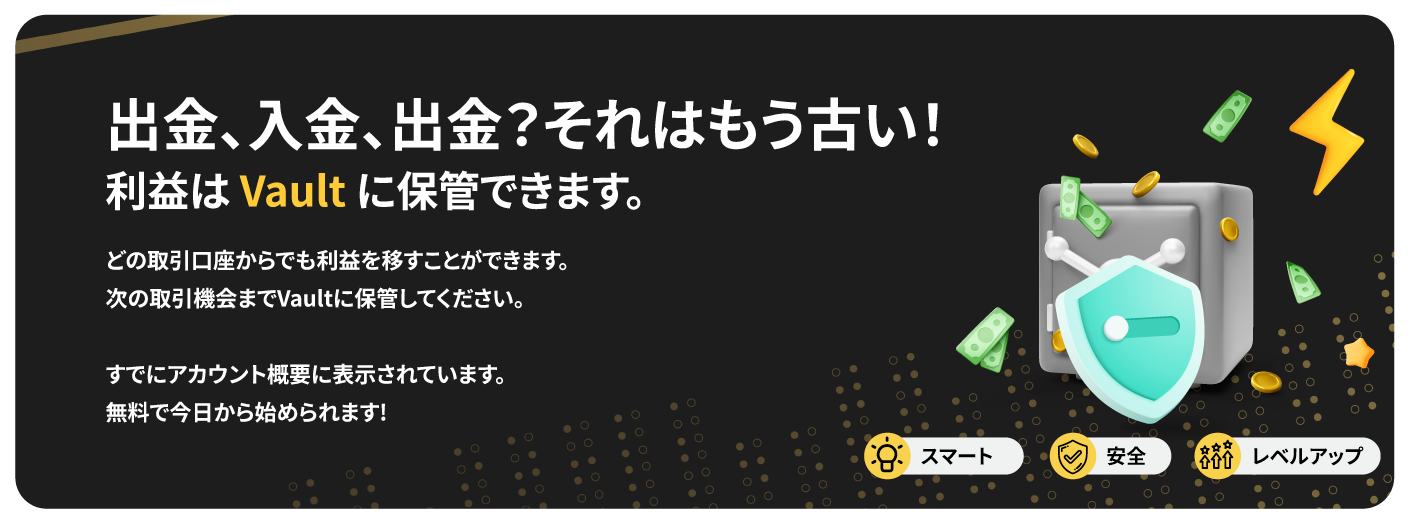 出金、入金、出金？それはもう古い！
利益は Vault に保管できます。
どの取引口座からでも利益を移すことができます。
次の取引機会までVaultに保管してください。
すでにアカウント概要に表示されています。
無料で今日から始められます!
スマート
安全
レベルアップ